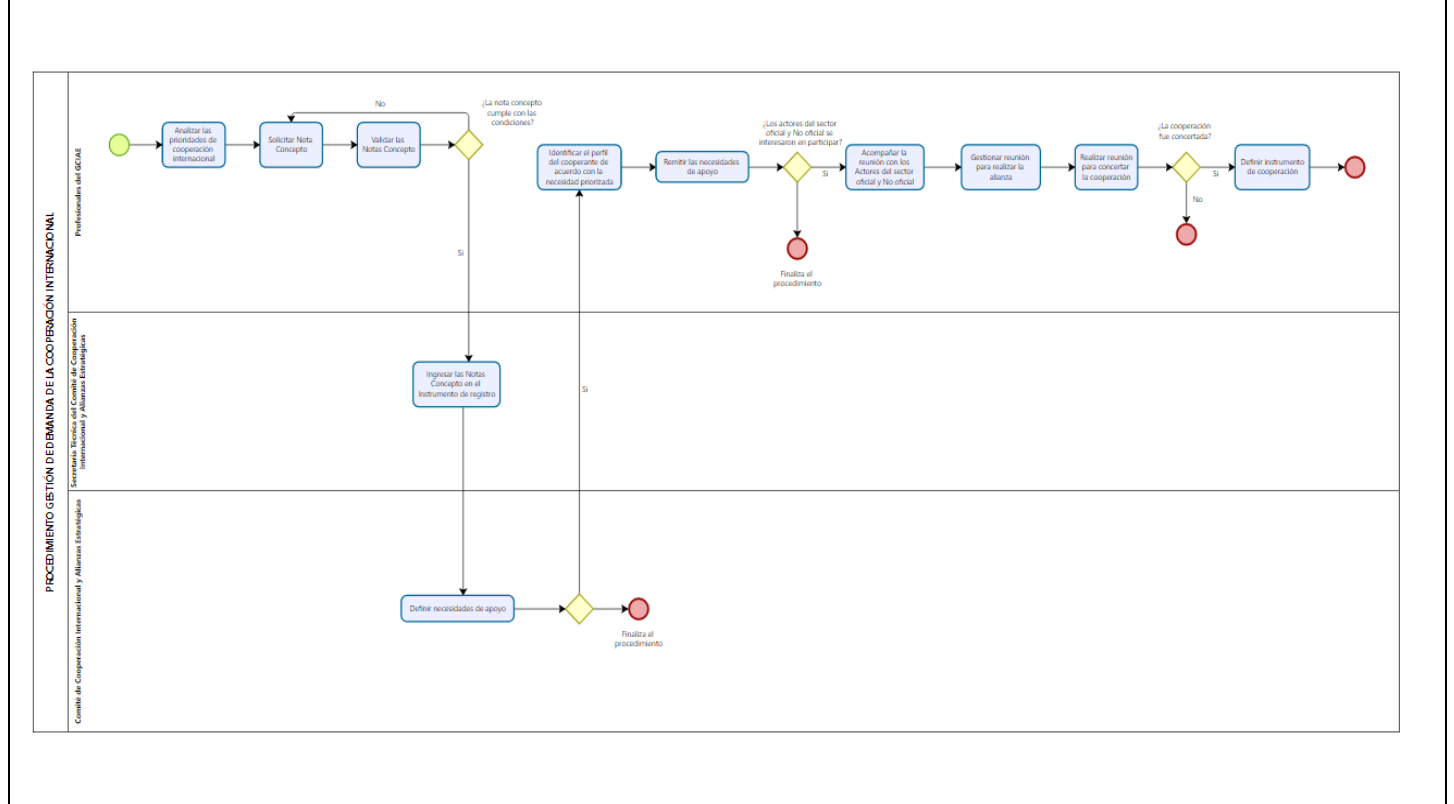 PROCEDIMIENTO GESTIÓN DE DEMANDA DE LA COOPERACIÓN INTERNACIONAL
Profesionales del GCIAE
Analizar las
prioridades de
cooperación
internacional
Solicitar Nota
Concepto
No
Validar las
Notas Concepto
¿La nota concepto
cumple con las
condiciones?
Si
Identificar el perfil
del cooperante de
acuerdo con la
necesidad priorizada
Remitir las necesidades
de apoyo
¿Los actores del sector
oficial y No oficial se
interesaron en participar?
Si
Finaliza el
procedimiento
Acompañar la
reunión con los
Actores del sector
oficial y No oficial
Gestionar reunión
para realizar la
alianza
Realizar reunión
para concertar
la cooperación
¿La cooperación
fue concertada?
Si
No
Definir instrumento
de cooperación
Secretaria Técnica del Comité de Cooperación
Internacional y Alianzas Estratégicas
Ingresar las Notas
Concepto en el
Instrumento de registro
Si
Comité de Cooperación Internacional y Alianzas Estratégicas
Definir necesidades de apoyo
Finaliza el
procedimiento